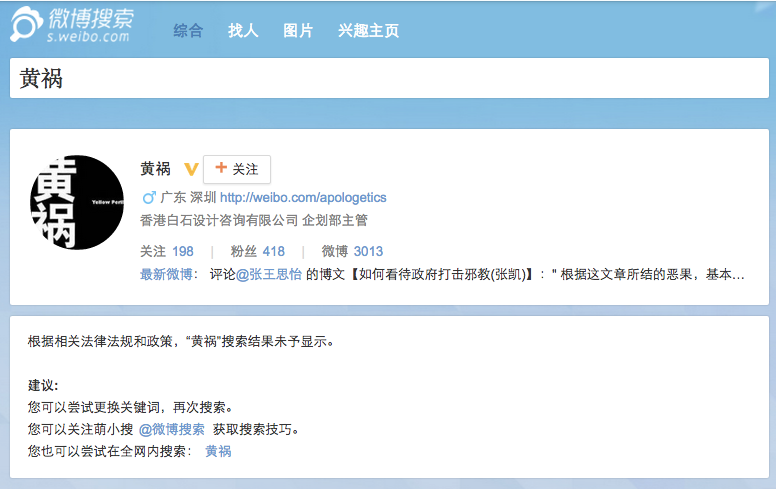 微博搜索
s.weibo.com
综合 找人 图片 兴趣主页
黄祸
黄祸
Yellow Peril
黄祸 V + 关注
♂ 广东 深圳 http://weibo.com/apologetics
香港白石设计咨询有限公司 企划部主管
关注 198 | 粉丝 418 | 微博 3013
最新微博： 评论@张王思怡 的博文【如何看待政府打击邪教(张凯)】：" 根据这文章所结的恶果，基本...
根据相关法律法规和政策，“黄祸”搜索结果未予显示。
建议:
您可以尝试更换关键词，再次搜索。
您可以关注萌小搜 @微博搜索 获取搜索技巧。
您也可以尝试在全网内搜索： 黄祸